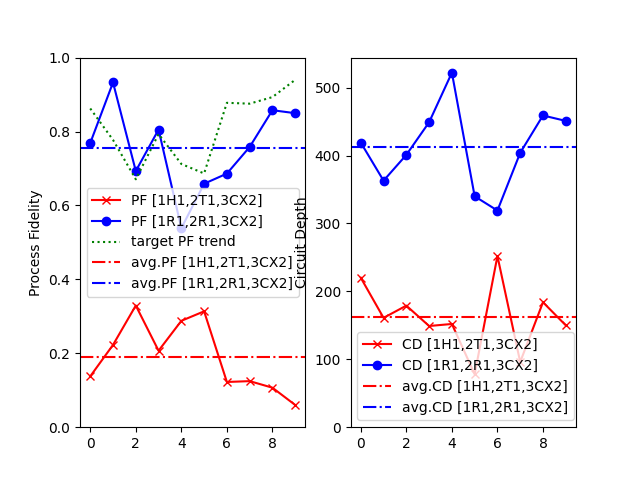 Process Fidelity
1.0
0.8
0.6
0.4
0.2
0.0
0 2 4 6 8
PF [1H1,2T1,3CX2]
PF [1R1,2R1,3CX2]
target PF trend
avg.PF [1H1,2T1,3CX2]
avg.PF [1R1,2R1,3CX2]
Circuit Depth
500
400
300
200
100
0
0 2 4 6 8
CD [1H1,2T1,3CX2]
CD [1R1,2R1,3CX2]
avg.CD [1H1,2T1,3CX2]
avg.CD [1R1,2R1,3CX2]